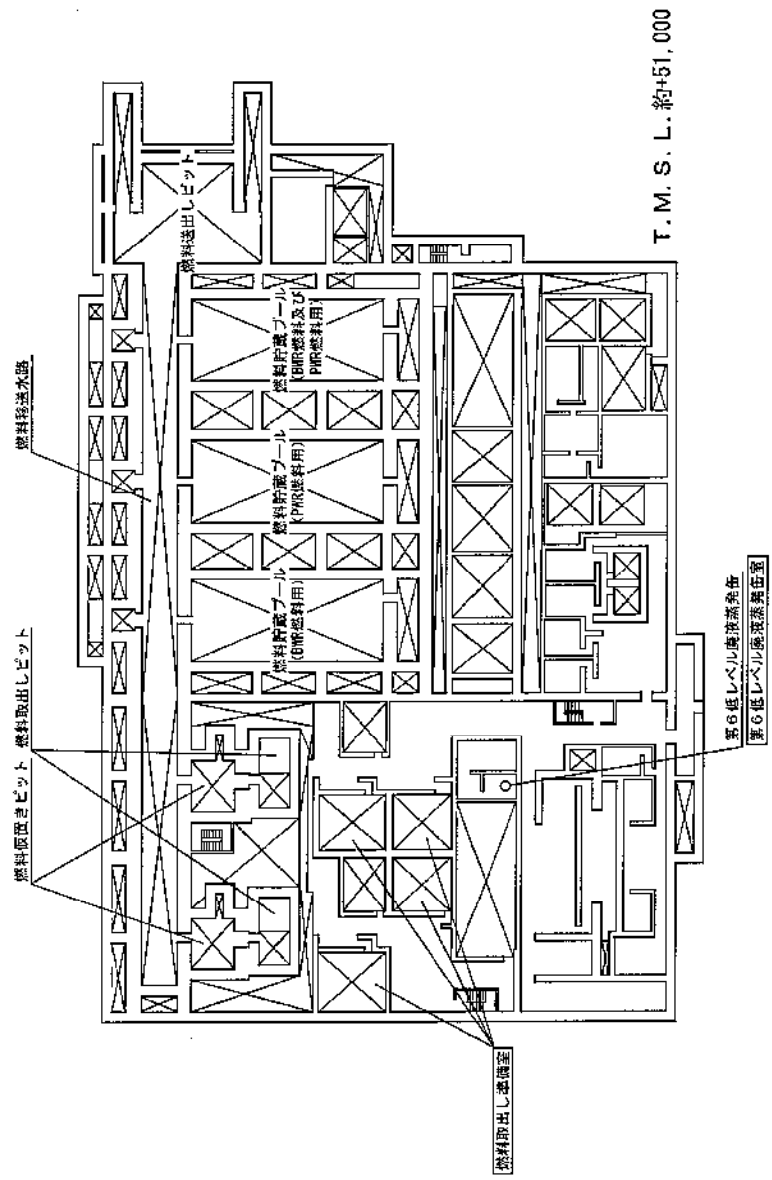 燃料仮置きピット
燃料取出しピット
燃料移送水路
燃料送出しピット
燃料貯蔵プール
(BWR燃料用)
燃料貯蔵プール
(PWR燃料用)
燃料貯蔵プール
(BWR燃料及び
PWR燃料用)
燃料取出し準備室
第6低レベル廃液蒸発缶
第6低レベル廃液蒸発缶室
T.M.S.L.約+51,000